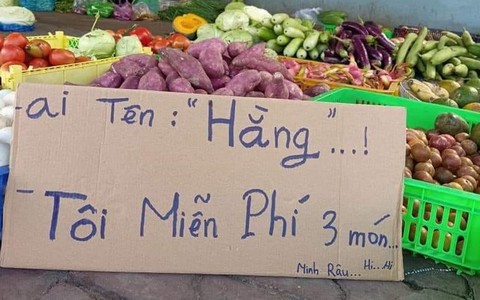 -ai Tên : "Hằng"...!
- Tôi Miễn Phí 3 món...
Minh Râu... Hi...Hi